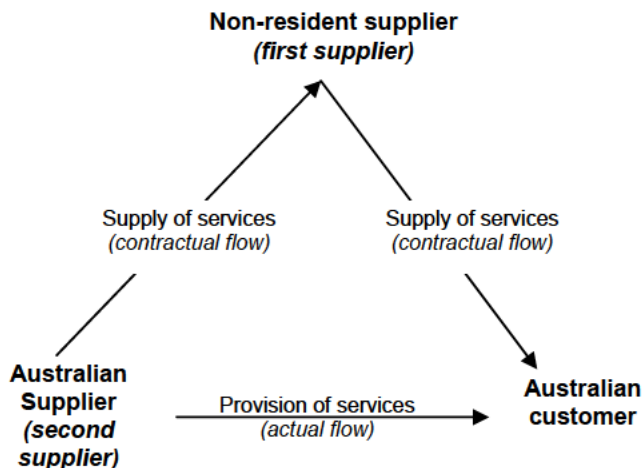 Non-resident supplier
(first supplier)
Supply of services
(contractual flow)
Supply of services
(contractual flow)
Australian
Supplier
(second
supplier)
Provision of services
(actual flow)
Australian
customer